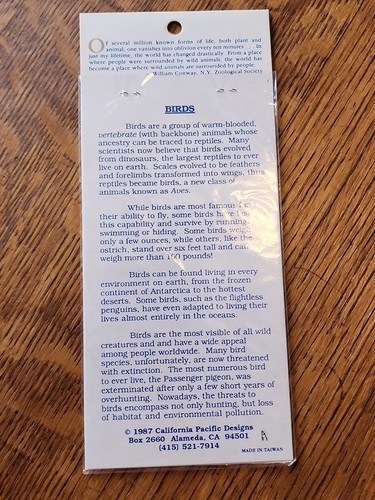 Of several million known forms of life, both plant and
animal, one vanishes into oblivion every ten minutes . . . In
just my lifetime, the world has changed drastically. From a place
where people were surrounded by wild animals, the world has
become a place where wild animals are surrounded by people.
William Conway, N.Y. Zoological Society
BIRDS
Birds are a group of warm-blooded,
vertebrate (with backbone) animals whose
ancestry can be traced to reptiles. Many
scientists now believe that birds evolved
from dinosaurs, the largest reptiles to ever
live on earth. Scales evolved to be feathers
and forelimbs transformed into wings, thus
reptiles became birds, a new class of
animals known as Aves.
While birds are most famous
their ability to fly, some birds have
this capability and survive by running,
swimming or hiding. Some birds weigh
only a few ounces, while others, like the
ostrich, stand over six feet tall and can
weigh more than 150 pounds!
Birds can be found living in every
environment on earth, from the frozen
continent of Antarctica to the hottest
deserts. Some birds, such as the flightless
penguins, have even adapted to living their
lives almost entirely in the oceans.
Birds are the most visible of all wild
creatures and and have a wide appeal
among people worldwide. Many bird
species, unfortunately, are now threatened
with extinction. The most numerous bird
to ever live, the Passenger pigeon, was
exterminated after only a few short years of
overhunting. Nowadays, the threats to
birds encompass not only hunting, but loss
of habitat and environmental pollution.
© 1987 California Pacific Designs
Box 2660 Alameda, CA 94501
(415) 521-7914
A
MADE IN TAIWAN